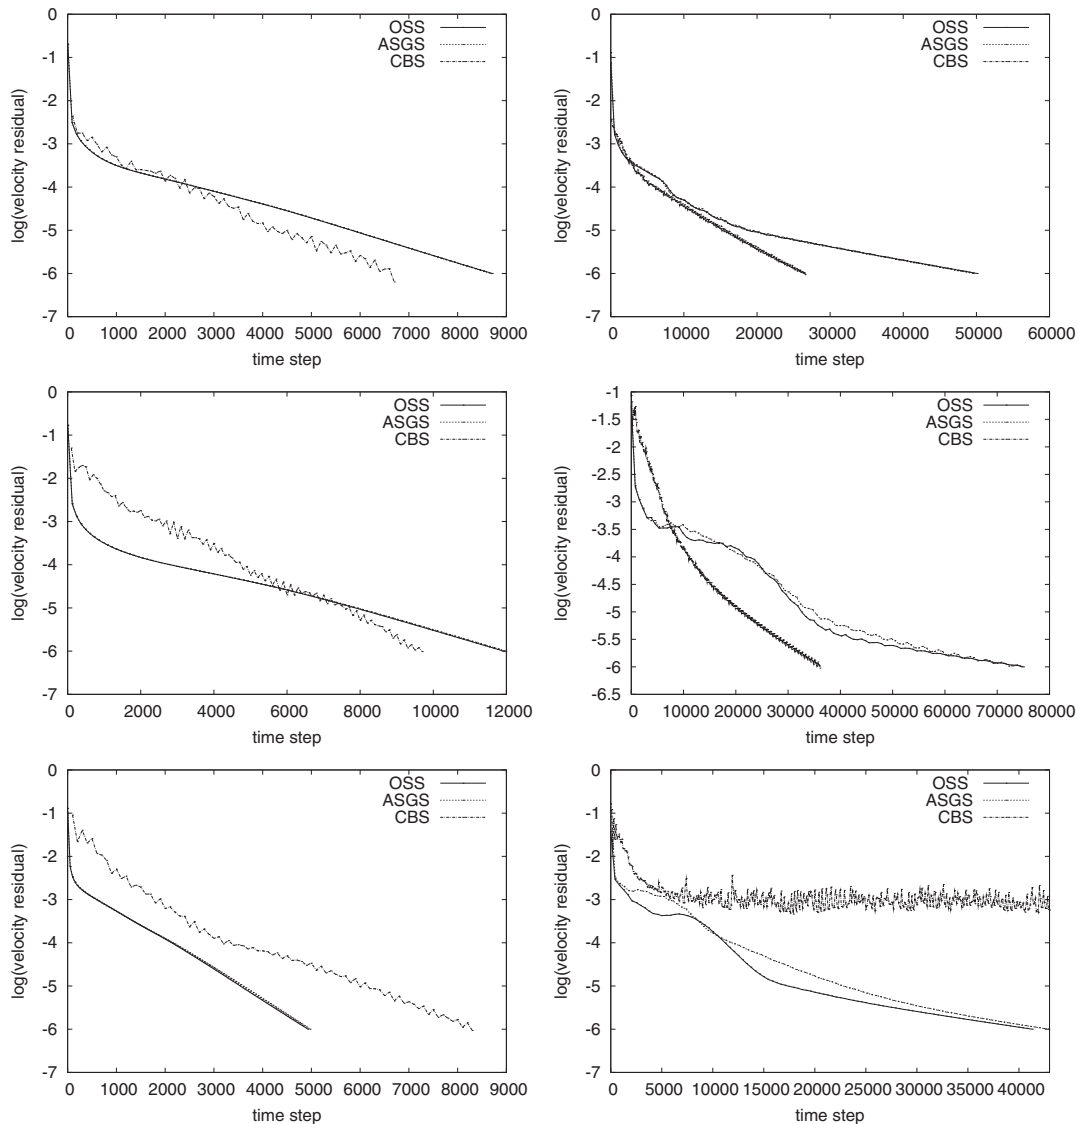 0
-1
-2
-3
-4
-5
-6
-7
log(velocity residual)
OSS
ASGS
CBS
0 1000 2000 3000 4000 5000 6000 7000 8000 9000
time step
0
-1
-2
-3
-4
-5
-6
-7
log(velocity residual)
OSS
ASGS
CBS
0 10000 20000 30000 40000 50000 60000
time step
0
-1
-2
-3
-4
-5
-6
-7
log(velocity residual)
OSS
ASGS
CBS
0 2000 4000 6000 8000 10000 12000
time step
-1
-1.5
-2
-2.5
-3
-3.5
-4
-4.5
-5
-5.5
-6
-6.5
log(velocity residual)
OSS
ASGS
CBS
0 10000 20000 30000 40000 50000 60000 70000 80000
time step
0
-1
-2
-3
-4
-5
-6
-7
log(velocity residual)
OSS
ASGS
CBS
0 1000 2000 3000 4000 5000 6000 7000 8000 9000
time step
0
-1
-2
-3
-4
-5
-6
-7
log(velocity residual)
OSS
ASGS
CBS
0 5000 10000 15000 20000 25000 30000 35000 40000
time step